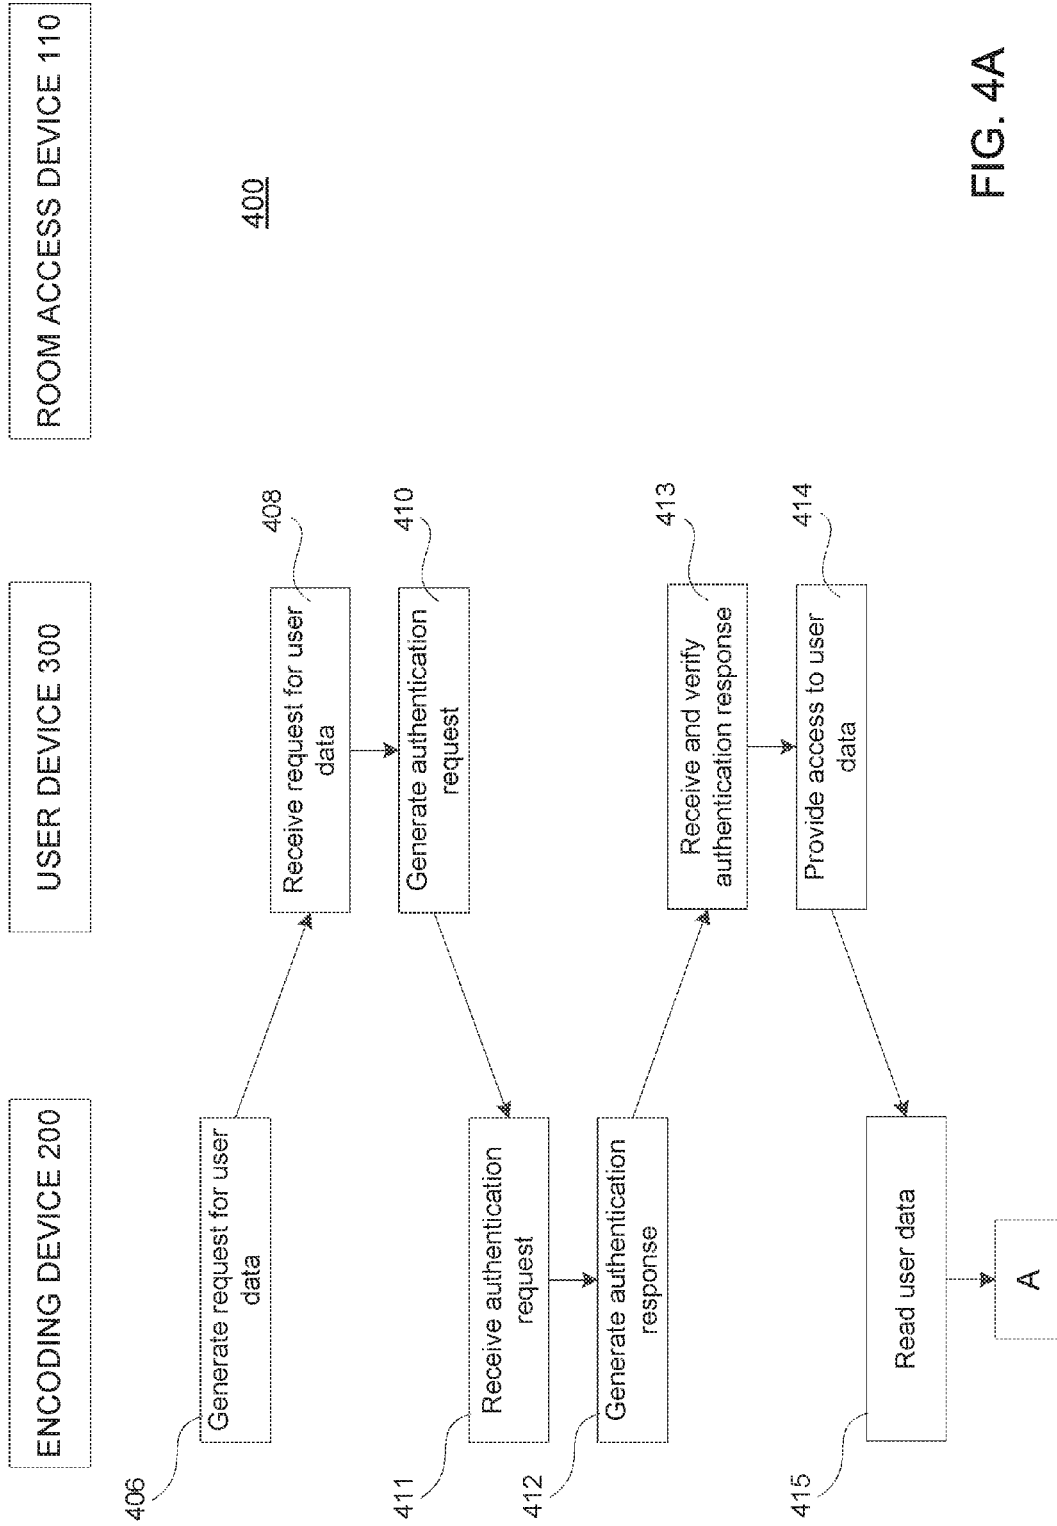 ENCODING DEVICE 200
USER DEVICE 300
ROOM ACCESS DEVICE 110
406
Generate request for user
data
Receive request for user
data
408
400
Generate authentication
request
410
411
Receive authentication
request
412
Generate authentication
response
Receive and verify
authentication response
413
Provide access to user
data
414
415
Read user data
A
FIG. 4A